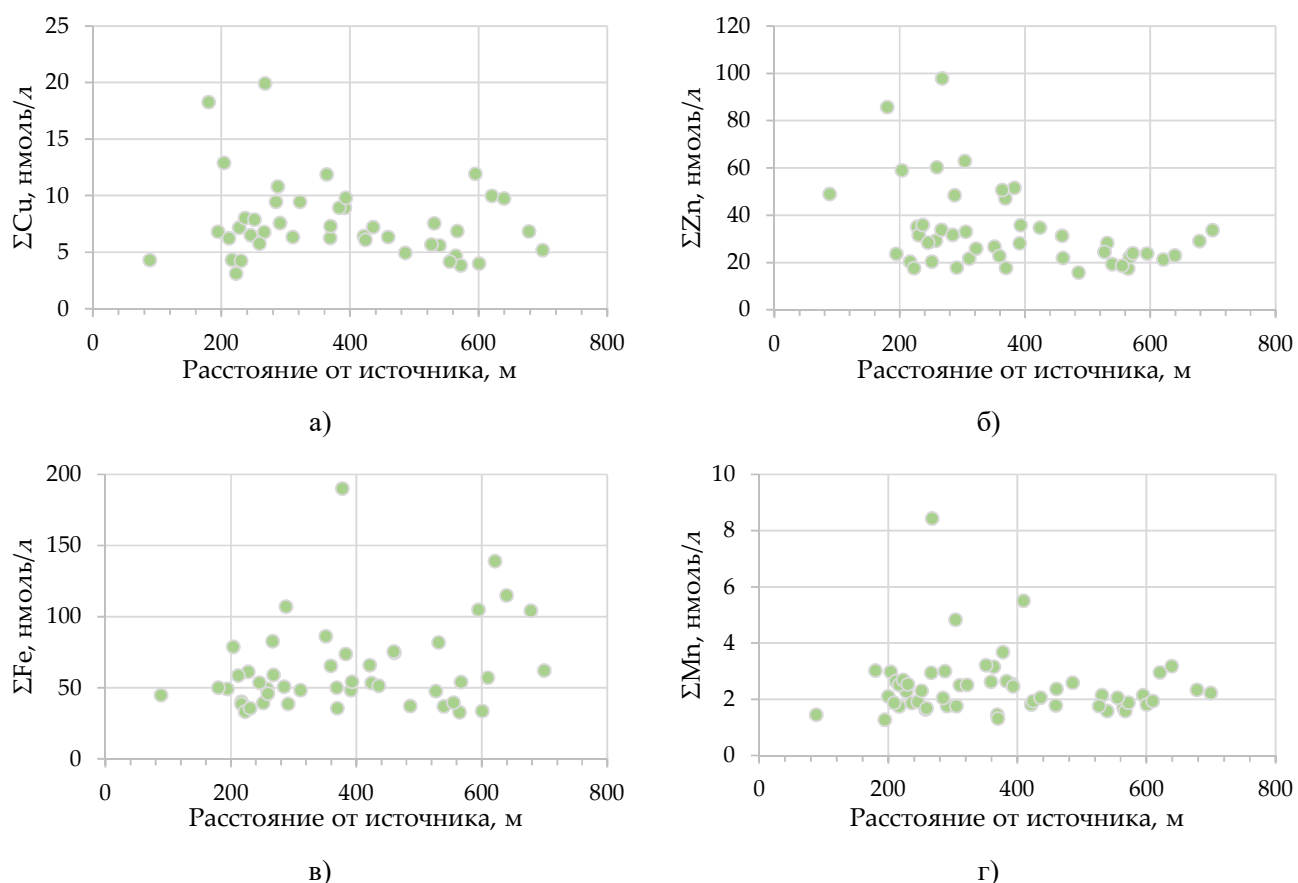 ΣCu, нмоль/л
25
20
15
10
5
0
0 200 400 600 800
Расстояние от источника, м
а)
ΣZn, нмоль/л
120
100
80
60
40
20
0
0 200 400 600 800
Расстояние от источника, м
б)
ΣFe, нмоль/л
200
150
100
50
0
0 200 400 600 800
Расстояние от источника, м
в)
ΣMn, нмоль/л
10
8
6
4
2
0
0 200 400 600 800
Расстояние от источника, м
г)